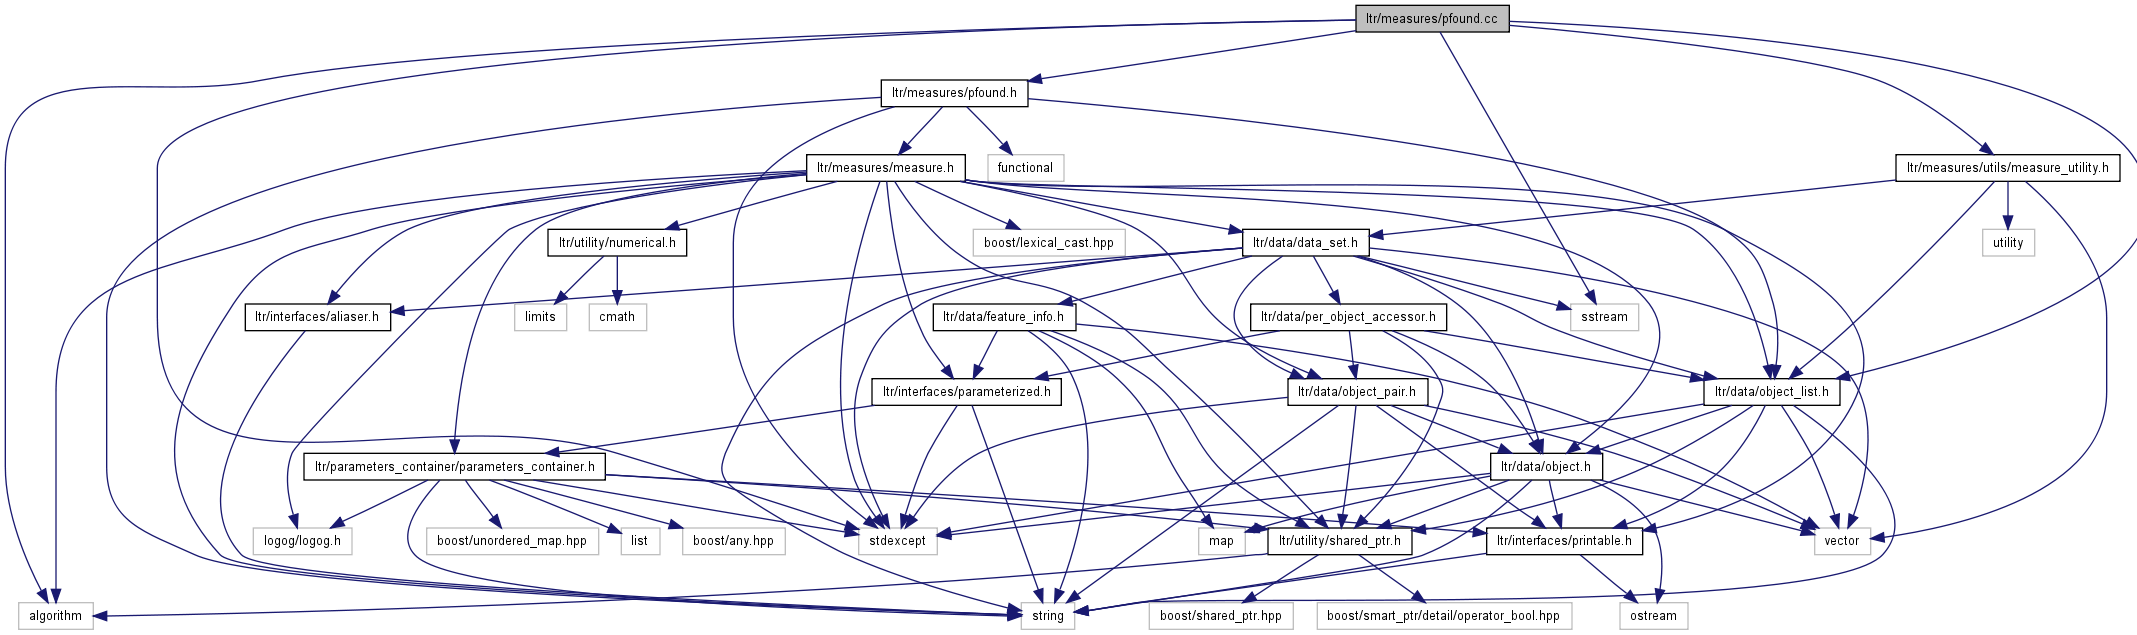 ltr/measures/pfound.cc
ltr/measures/pfound.h
ltr/measures/measure.h
functional
ltr/measures/utils/measure_utility.h
ltr/utility/numerical.h
boost/lexical_cast.hpp
ltr/data/data_set.h
utility
ltr/interfaces/aliaser.h
limits
cmath
ltr/data/feature_info.h
ltr/data/per_object_accessor.h
sstream
ltr/interfaces/parameterized.h
ltr/data/object_pair.h
ltr/data/object_list.h
ltr/parameters_container/parameters_container.h
ltr/data/object.h
logog/logog.h
boost/unordered_map.hpp
list
boost/any.hpp
stdexcept
map
ltr/utility/shared_ptr.h
ltr/interfaces/printable.h
vector
algorithm
string
boost/shared_ptr.hpp
boost/smart_ptr/detail/operator_bool.hpp
ostream